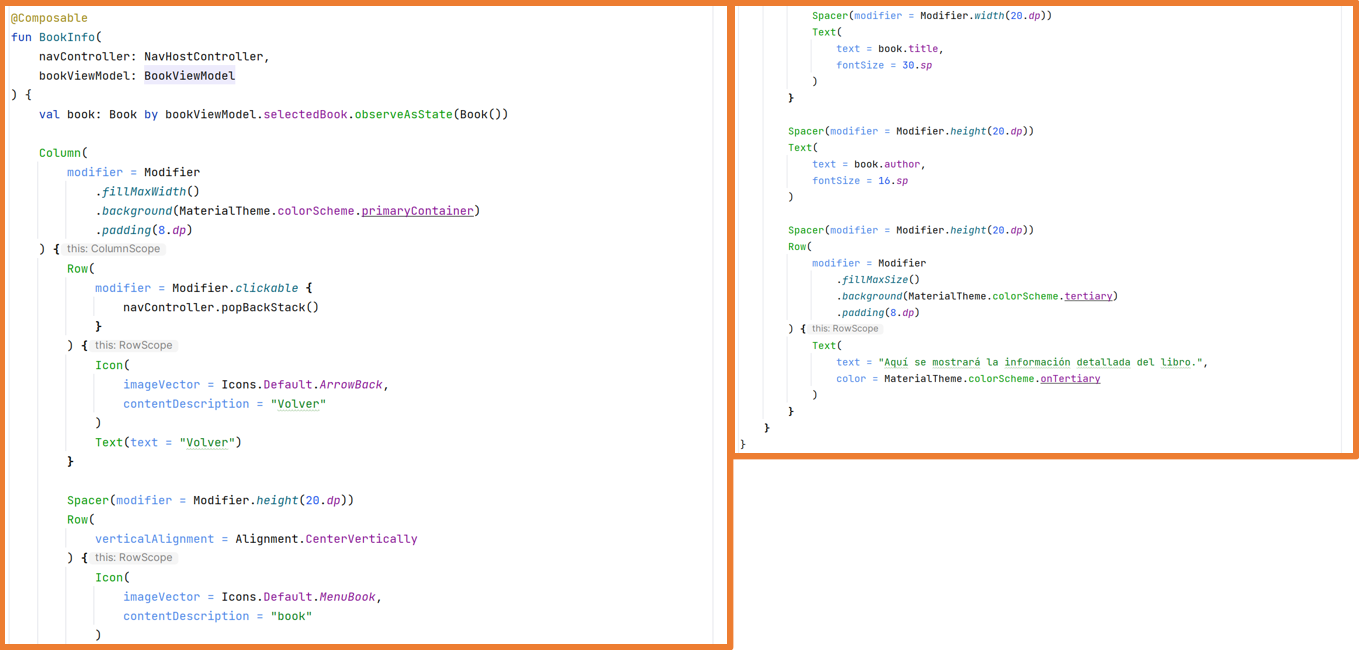 @Composable
fun BookInfo(
    navController: NavHostController,
    bookViewModel: BookViewModel
) {
    val book: Book by bookViewModel.selectedBook.observeAsState(Book())

    Column(
        modifier = Modifier
            .fillMaxWidth()
            .background(MaterialTheme.colorScheme.primaryContainer)
            .padding(8.dp)
    ) { this: ColumnScope
        Row(
            modifier = Modifier.clickable {
                navController.popBackStack()
            }
        ) { this: RowScope
            Icon(
                imageVector = Icons.Default.ArrowBack,
                contentDescription = "Volver"
            )
            Text(text = "Volver")
        }

        Spacer(modifier = Modifier.height(20.dp))
        Row(
            verticalAlignment = Alignment.CenterVertically
        ) { this: RowScope
            Icon(
                imageVector = Icons.Default.MenuBook,
                contentDescription = "book"
            )
            Spacer(modifier = Modifier.width(20.dp))
            Text(
                text = book.title,
                fontSize = 30.sp
            )
        }

        Spacer(modifier = Modifier.height(20.dp))
        Text(
            text = book.author,
            fontSize = 16.sp
        )

        Spacer(modifier = Modifier.height(20.dp))
        Row(
            modifier = Modifier
                .fillMaxSize()
                .background(MaterialTheme.colorScheme.tertiary)
                .padding(8.dp)
        ) { this: RowScope
            Text(
                text = "Aquí se mostrará la información detallada del libro.",
                color = MaterialTheme.colorScheme.onTertiary
            )
        }
    }
}